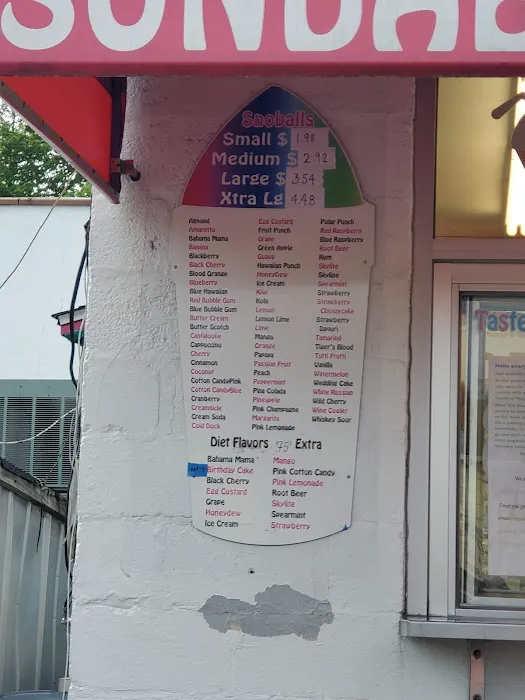 SUNDAE
Snoballs
Small $ 1.98
Medium $ 2.92
Large $ 3.54
Xtra Lg 4.48
Almond
Amaretto
Bahama Mama
Banana
Blackberry
Black Cherry
Blood Orange
Blueberry
Blue Hawaiian
Red Bubble Gum
Blue Bubble Gum
Butter Cream
Butter Scotch
Cantaloupe
Cappuccino
Cherry
Cinnamon
Coconut
Cotton CandyPink
Cotton CandyBlue
Cranberry
Creamsicle
Cream Suda
Cold Duck
Egg Custard
Fruit Punch
Grape
Green Apple
Guava
Hawaiian Punch
Honeydew
Ice Cream
Kiwi
Kola
Lemon
Lemon Lime
Lime
Mango
Orange
Papaya
Passion Fruit
Peach
Peppermint
Pina Colada
Pineapple
Pink Champagne
Margarita
Pink Lemonade
Polar Punch
Red Raspberry
Blue Raspberry
Root Beer
Rum
Skylite
Skyline
Spearmint
Strawberry
Strawberry
Cheezecake
Strawberry
Daquri
Tamarind
Tiger's Blood
Tutti Frutti
Vanilla
Watermelon
Wedding Cake
White Russian
Wild Cherry
Wine Cooler
Whiskey Sour
Diet Flavors .75 Extra
Bahama Mama
Birthday Cake
Black Cherry
Egg Custard
Grape
Honeydew
Ice Cream
Mango
Pink Cotton Candy
Pink Lemonade
Root Beer
Skylite
Spearmint
Strawberry
Taste